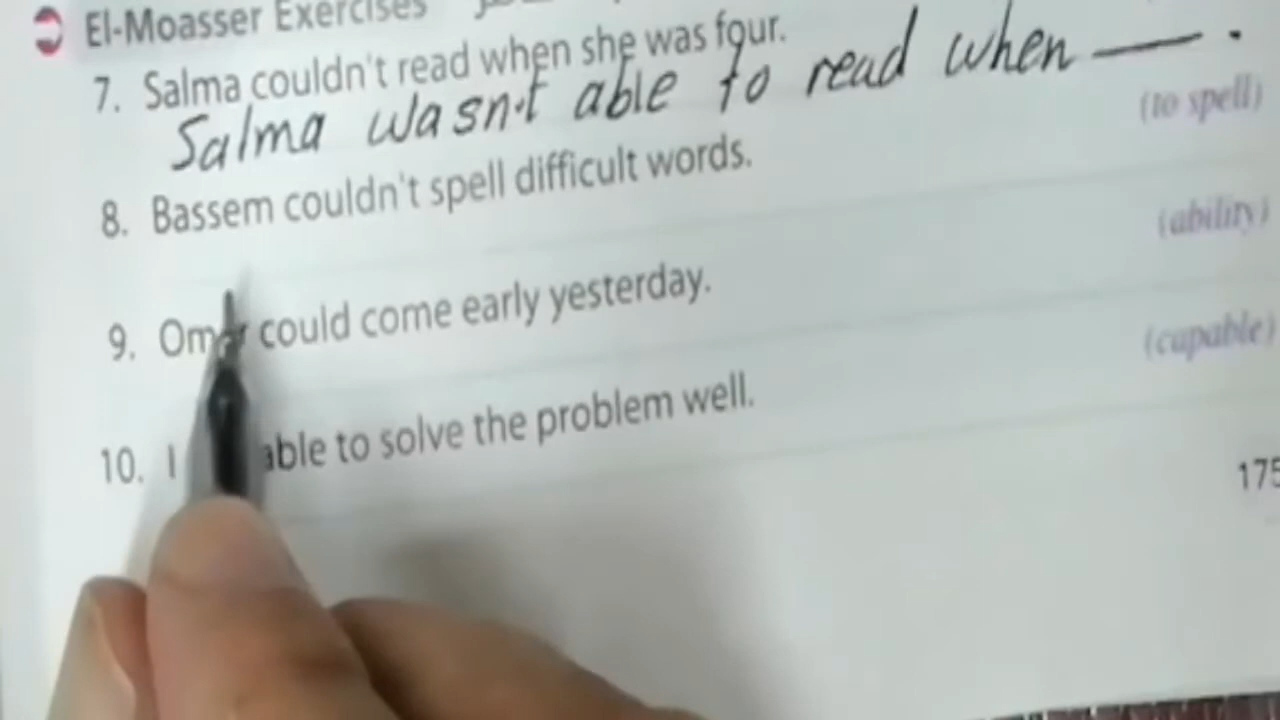 El-Moasser Exercises
7. Salma couldn't read when she was four.
Salma wasn't able to read when ___ .
(to spell)
8. Bassem couldn't spell difficult words.
(ability)
9. Omar could come early yesterday.
(capable)
10. I able to solve the problem well.
175